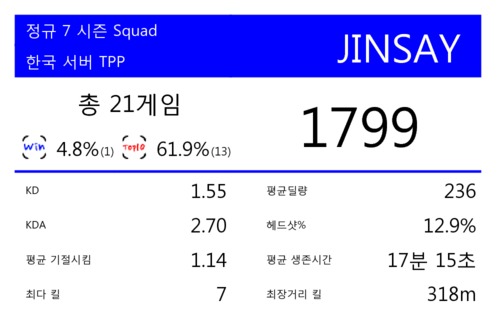 정규 7 시즌 Squad
한국 서버 TPP
JINSAY
총 21게임
Win 4.8%(1) TOP10 61.9%(13)
1799
KD 1.55
평균딜량 236
KDA 2.70
헤드샷% 12.9%
평균 기절시킴 1.14
평균 생존시간 17분 15초
최다 킬 7
최장거리 킬 318m